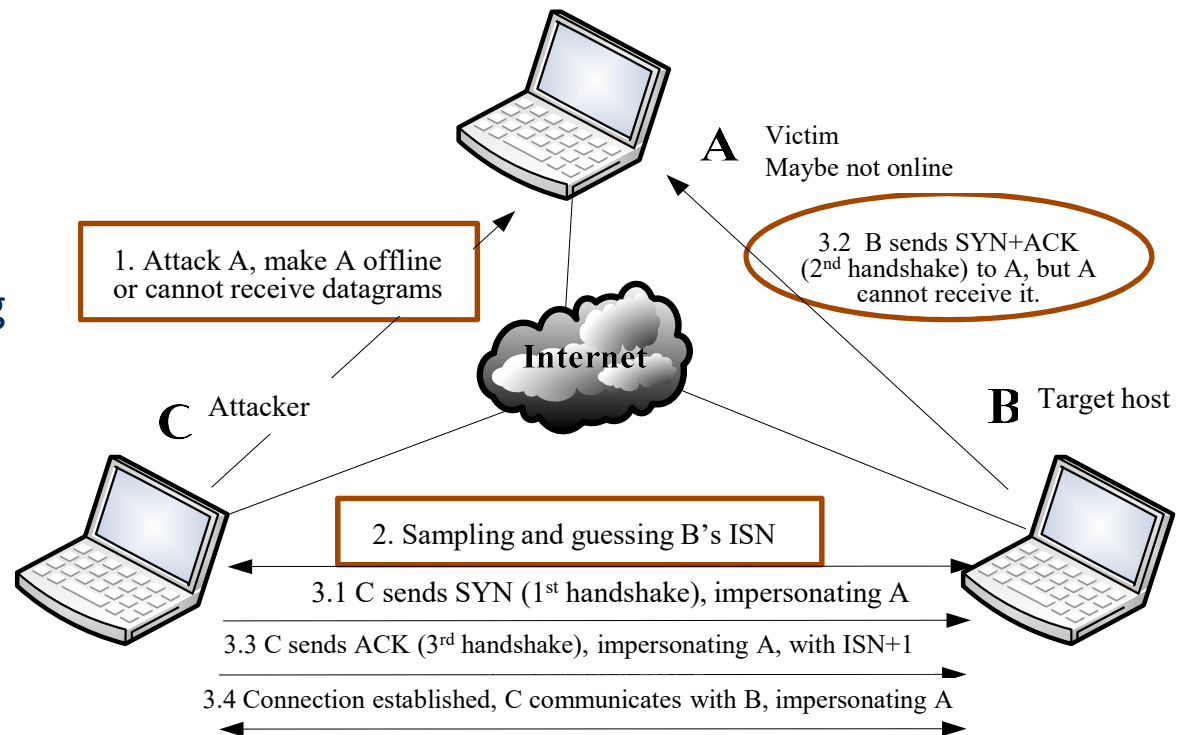 A
Victim
Maybe not online
1. Attack A, make A offline
or cannot receive datagrams
3.2 B sends SYN+ACK
(2nd handshake) to A, but A
cannot receive it.
g
Internet
C
Attacker
B
Target host
2. Sampling and guessing B’s ISN
3.1 C sends SYN (1st handshake), impersonating A
3.3 C sends ACK (3rd handshake), impersonating A, with ISN+1
3.4 Connection established, C communicates with B, impersonating A